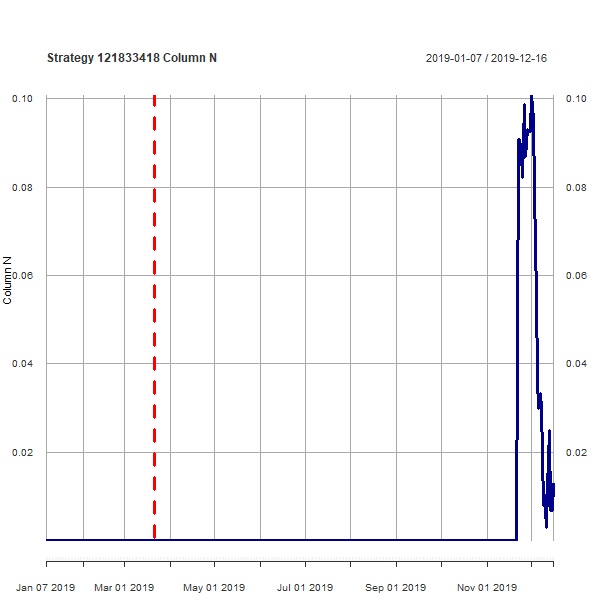 Strategy 121833418 Column N
2019-01-07 / 2019-12-16
Column N
0.10
0.08
0.06
0.04
0.02
0.10
0.08
0.06
0.04
0.02
Jan 07 2019
Mar 01 2019
May 01 2019
Jul 01 2019
Sep 01 2019
Nov 01 2019